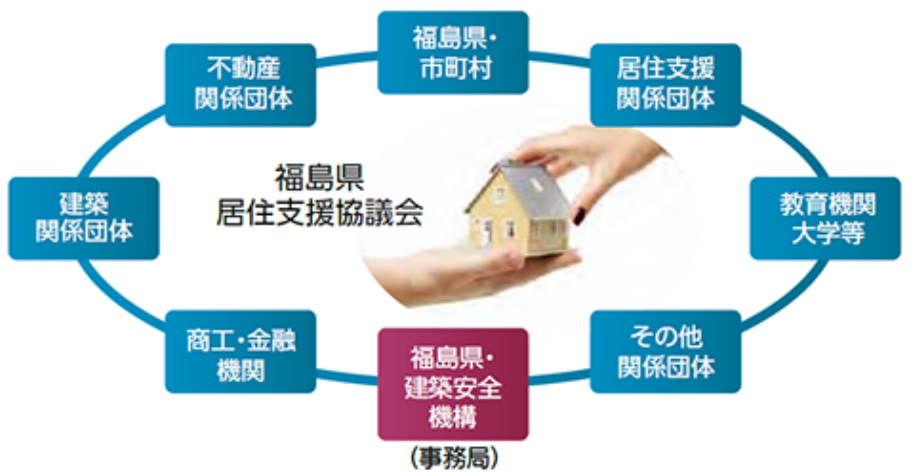 福島県・
市町村
不動産
関係団体
居住支援
関係団体
福島県
居住支援協議会
建築
関係団体
教育機関
大学等
商工・金融
機関
福島県・
建築安全
機構
(事務局)
その他
関係団体